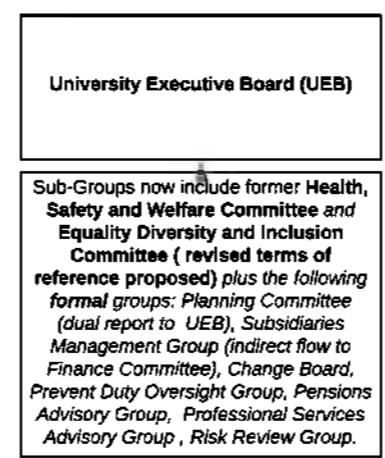 University Executive Board (UEB)
Sub-Groups now include former Health,
Safety and Welfare Committee and
Equality Diversity and Inclusion
Committee ( revised terms of
reference proposed) plus the following
formal groups: Planning Committee
(dual report to UEB), Subsidiaries
Management Group (indirect flow to
Finance Committee), Change Board,
Prevent Duty Oversight Group, Pensions
Advisory Group, Professional Services
Advisory Group , Risk Review Group.